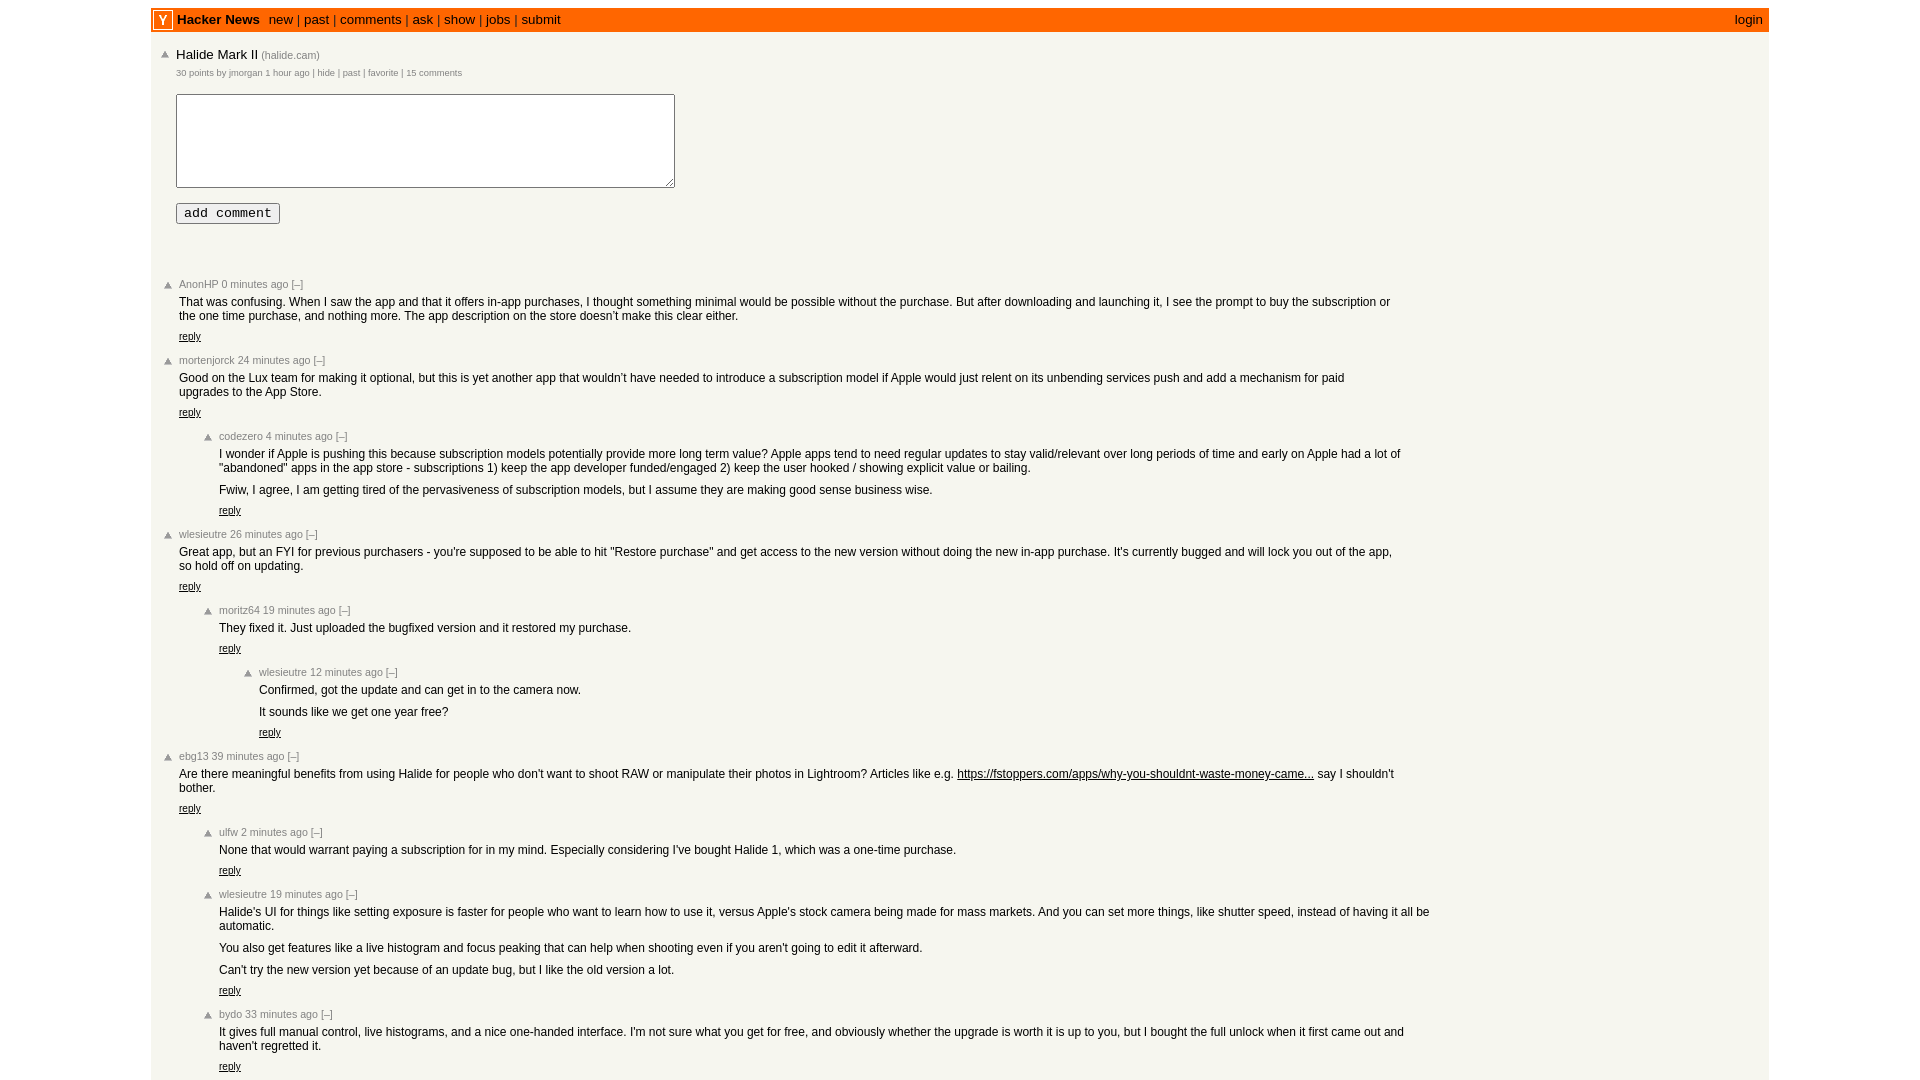 Y Hacker News new | past | comments | ask | show | jobs | submit login
Halide Mark II (halide.cam)
30 points by jmorgan 1 hour ago | hide | past | favorite | 15 comments
add comment
AnonHP 0 minutes ago [–]
That was confusing. When I saw the app and that it offers in-app purchases, I thought something minimal would be possible without the purchase. But after downloading and launching it, I see the prompt to buy the subscription or
the one time purchase, and nothing more. The app description on the store doesn’t make this clear either.
reply
mortenjorck 24 minutes ago [–]
Good on the Lux team for making it optional, but this is yet another app that wouldn’t have needed to introduce a subscription model if Apple would just relent on its unbending services push and add a mechanism for paid
upgrades to the App Store.
reply
codezero 4 minutes ago [–]
I wonder if Apple is pushing this because subscription models potentially provide more long term value? Apple apps tend to need regular updates to stay valid/relevant over long periods of time and early on Apple had a lot of
"abandoned" apps in the app store - subscriptions 1) keep the app developer funded/engaged 2) keep the user hooked / showing explicit value or bailing.
Fwiw, I agree, I am getting tired of the pervasiveness of subscription models, but I assume they are making good sense business wise.
reply
wlesieutre 26 minutes ago [–]
Great app, but an FYI for previous purchasers - you're supposed to be able to hit "Restore purchase" and get access to the new version without doing the new in-app purchase. It's currently bugged and will lock you out of the app,
so hold off on updating.
reply
moritz64 19 minutes ago [–]
They fixed it. Just uploaded the bugfixed version and it restored my purchase.
reply
wlesieutre 12 minutes ago [–]
Confirmed, got the update and can get in to the camera now.
It sounds like we get one year free?
reply
ebg13 39 minutes ago [–]
Are there meaningful benefits from using Halide for people who don't want to shoot RAW or manipulate their photos in Lightroom? Articles like e.g. https://fstoppers.com/apps/why-you-shouldnt-waste-money-came... say I shouldn't
bother.
reply
ulfw 2 minutes ago [–]
None that would warrant paying a subscription for in my mind. Especially considering I've bought Halide 1, which was a one-time purchase.
reply
wlesieutre 19 minutes ago [–]
Halide's UI for things like setting exposure is faster for people who want to learn how to use it, versus Apple's stock camera being made for mass markets. And you can set more things, like shutter speed, instead of having it all be
automatic.
You also get features like a live histogram and focus peaking that can help when shooting even if you aren't going to edit it afterward.
Can't try the new version yet because of an update bug, but I like the old version a lot.
reply
bydo 33 minutes ago [–]
It gives full manual control, live histograms, and a nice one-handed interface. I'm not sure what you get for free, and obviously whether the upgrade is worth it is up to you, but I bought the full unlock when it first came out and
haven't regretted it.
reply